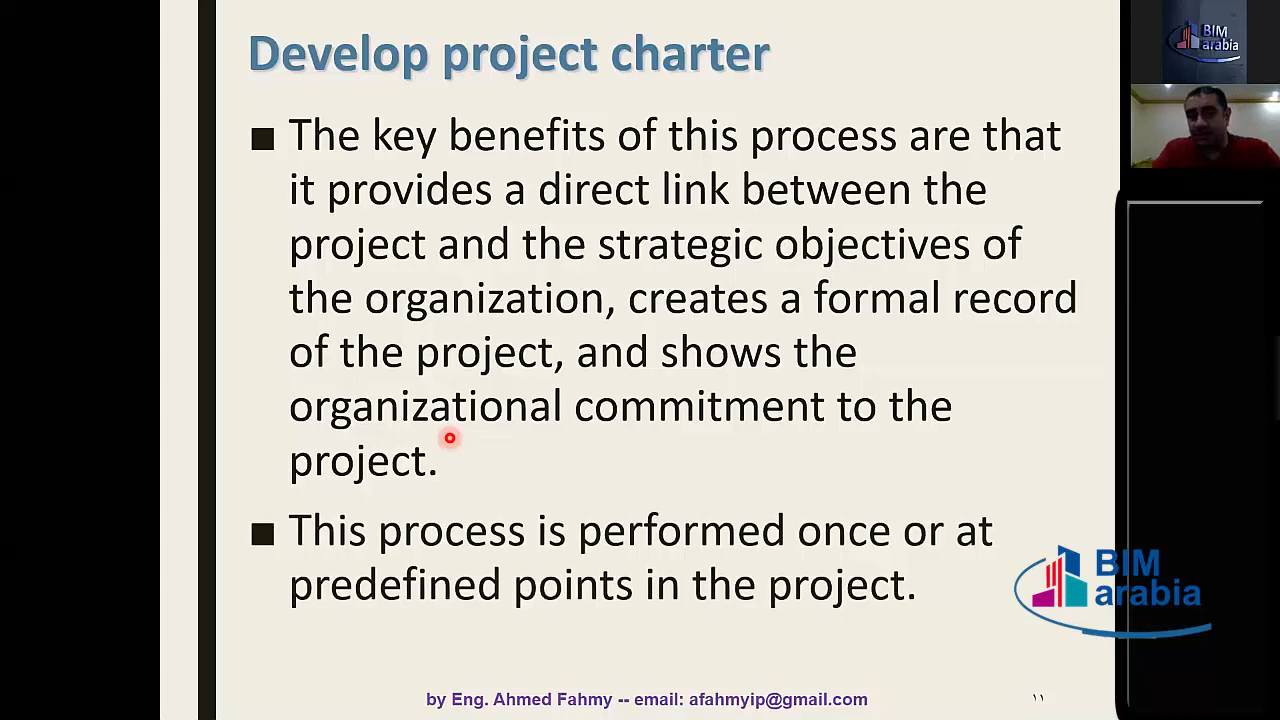 Develop project charter
■ The key benefits of this process are that
it provides a direct link between the
project and the strategic objectives of
the organization, creates a formal record
of the project, and shows the
organizational commitment to the
project.
■ This process is performed once or at
predefined points in the project.
BIM
arabia
by Eng. Ahmed Fahmy -- email: afahmyip@gmail.com
١١
BIM
arabia